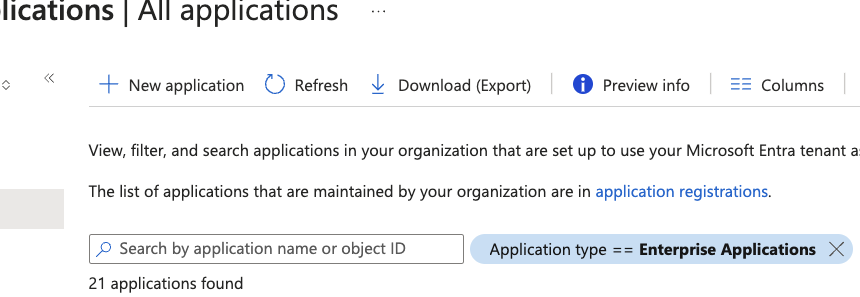 lications | All applications ...
New application Refresh Download (Export) Preview info Columns
View, filter, and search applications in your organization that are set up to use your Microsoft Entra tenant a
The list of applications that are maintained by your organization are in application registrations.
Search by application name or object ID Application type == Enterprise Applications
21 applications found